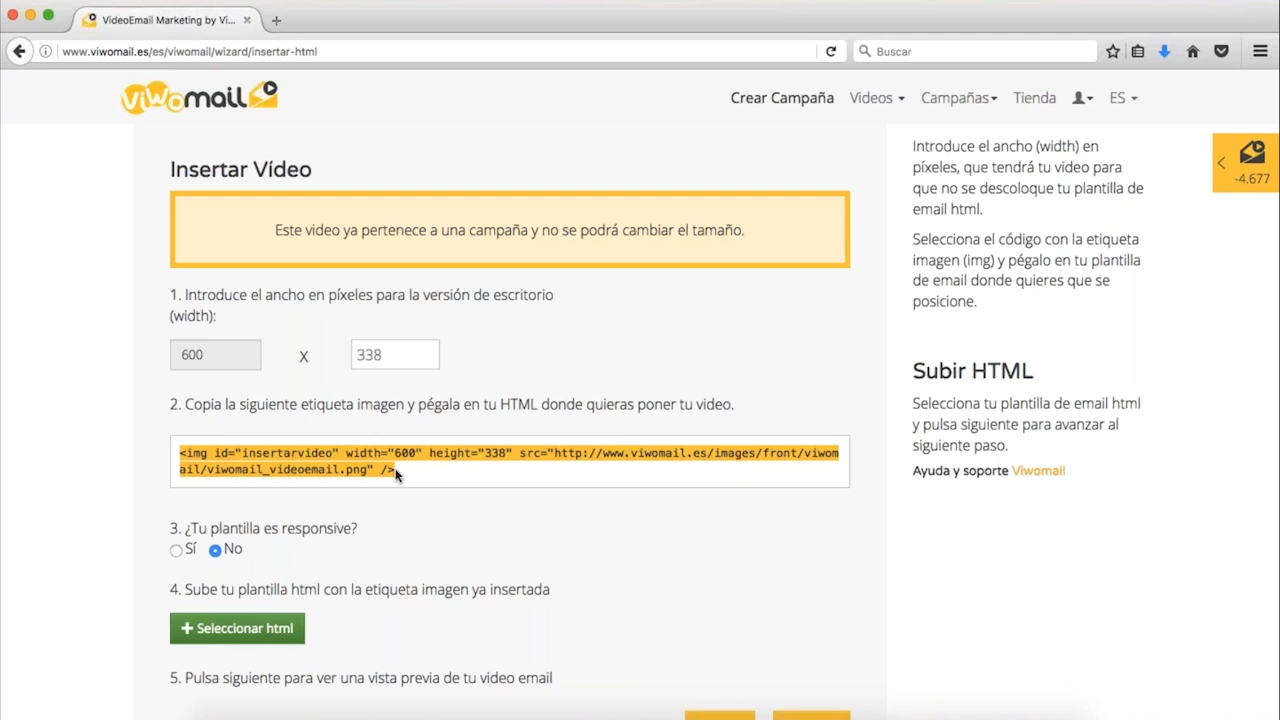 VideoEmail Marketing by Vi...
www.viwomail.es/es/viwomail/wizard/insertar-html
Buscar
viwomail
Crear Campaña
Videos
Campañas
Tienda
ES
Insertar Vídeo
Este video ya pertenece a una campaña y no se podrá cambiar el tamaño.
1. Introduce el ancho en píxeles para la versión de escritorio
(width):
600
X
338
2. Copia la siguiente etiqueta imagen y pégala en tu HTML donde quieras poner tu video.
<img id="insertarvideo" width="600" height="338" src="http://www.viwomail.es/images/front/viwom
ail/viwomail_videoemail.png" />
3. ¿Tu plantilla es responsive?
Sí
No
4. Sube tu plantilla html con la etiqueta imagen ya insertada
+ Seleccionar html
5. Pulsa siguiente para ver una vista previa de tu video email
Introduce el ancho (width) en
píxeles, que tendrá tu video para
que no se descoloque tu plantilla de
email html.
Selecciona el código con la etiqueta
imagen (img) y pégalo en tu plantilla
de email donde quieres que se
posicione.
Subir HTML
Selecciona tu plantilla de email html
y pulsa siguiente para avanzar al
siguiente paso.
Ayuda y soporte Viwomail
-4.677